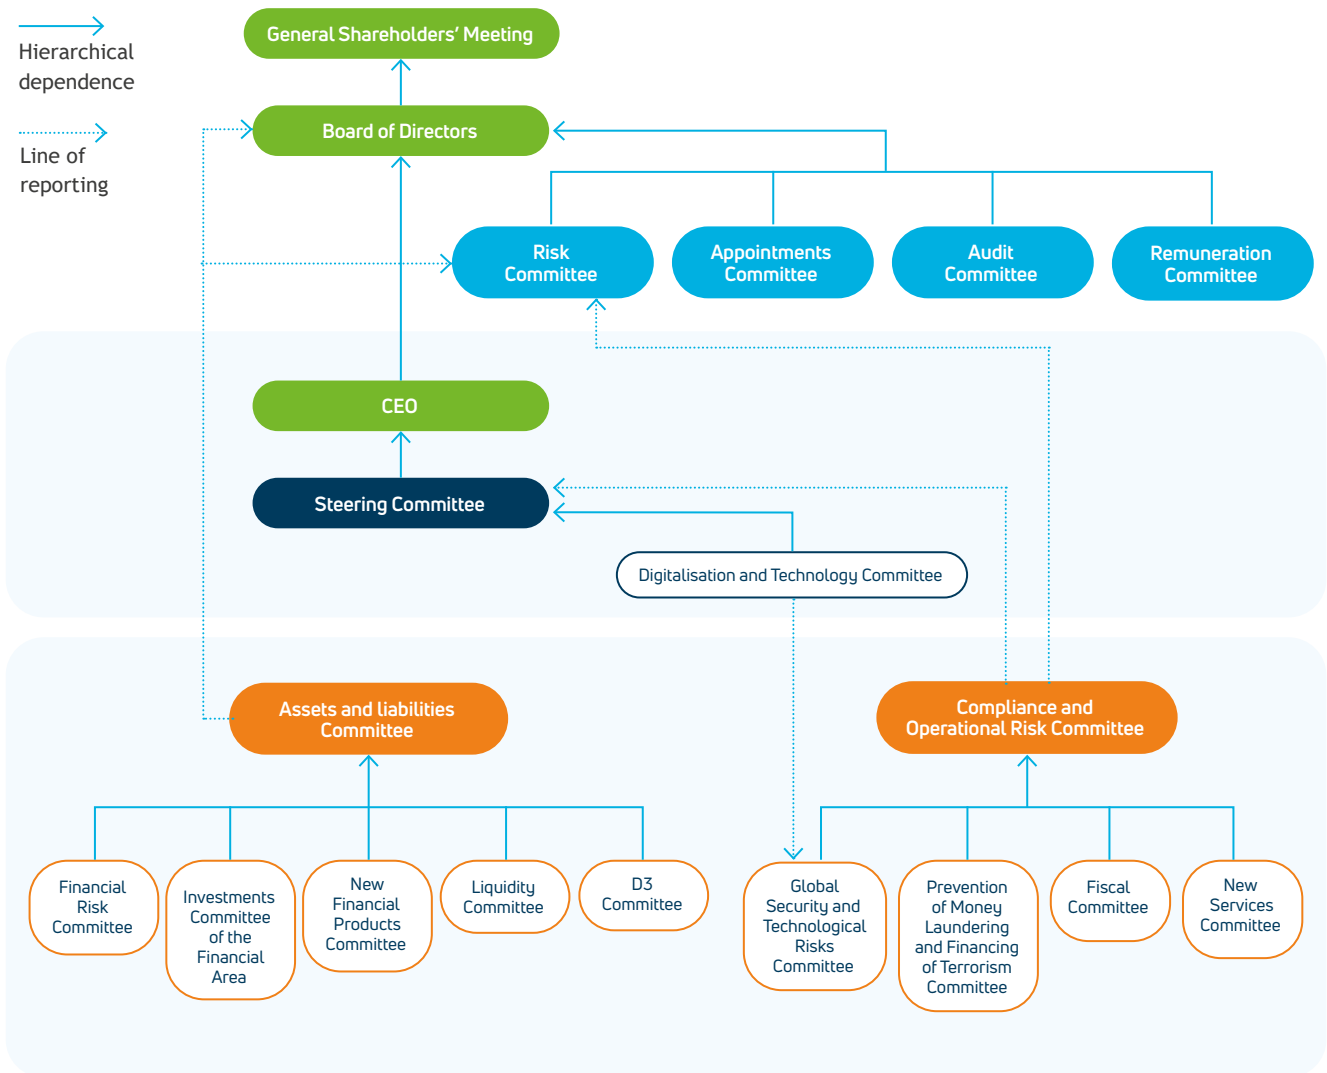 Hierarchical
dependence
Line of
reporting
General Shareholders' Meeting
Board of Directors
Risk
Committee
Appointments
Committee
Audit
Committee
Remuneration
Committee
CEO
Steering Committee
Digitalisation and Technology Committee
Assets and liabilities
Committee
Compliance and
Operational Risk Committee
Financial
Risk
Committee
Investments
Committee
of the
Financial
Area
New
Financial
Products
Committee
Liquidity
Committee
D3
Committee
Global
Security and
Technological
Risks
Committee
Prevention
of Money
Laundering
and Financing
of Terrorism
Committee
Fiscal
Committee
New
Services
Committee